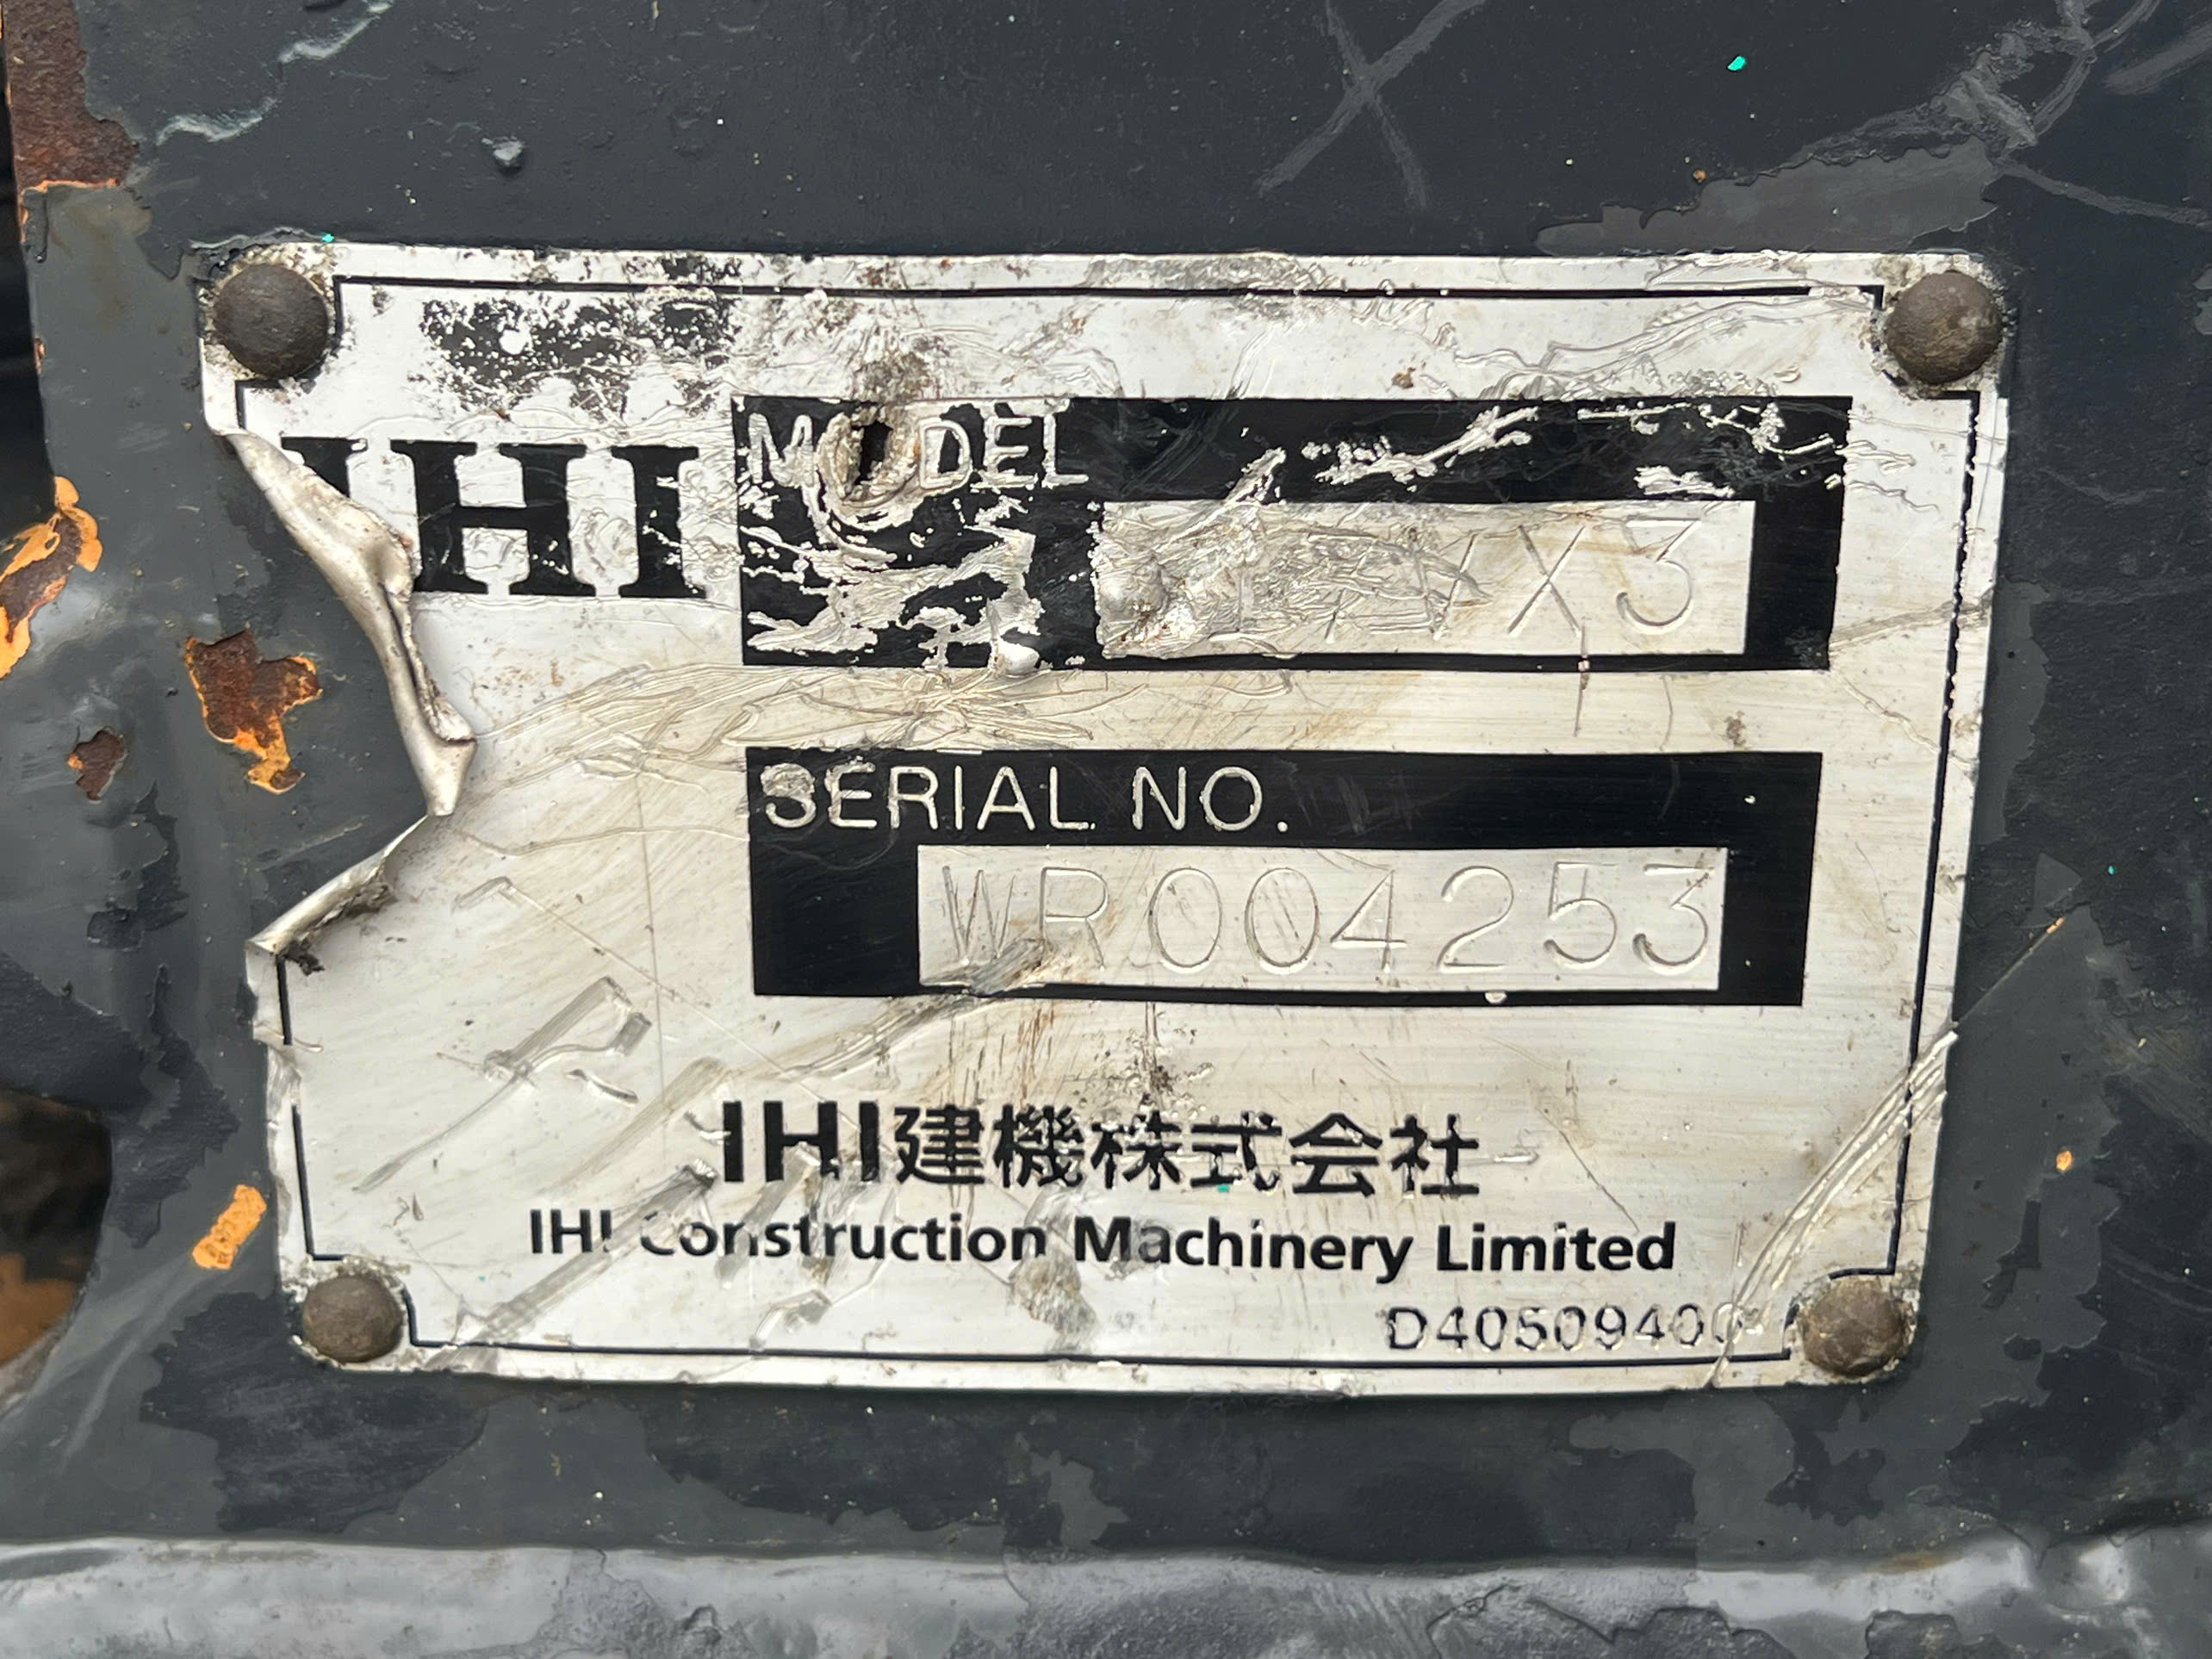 IHI
MODEL
SERIAL NO.
WR004253
IHI建機株式会社
IHI Construction Machinery Limited